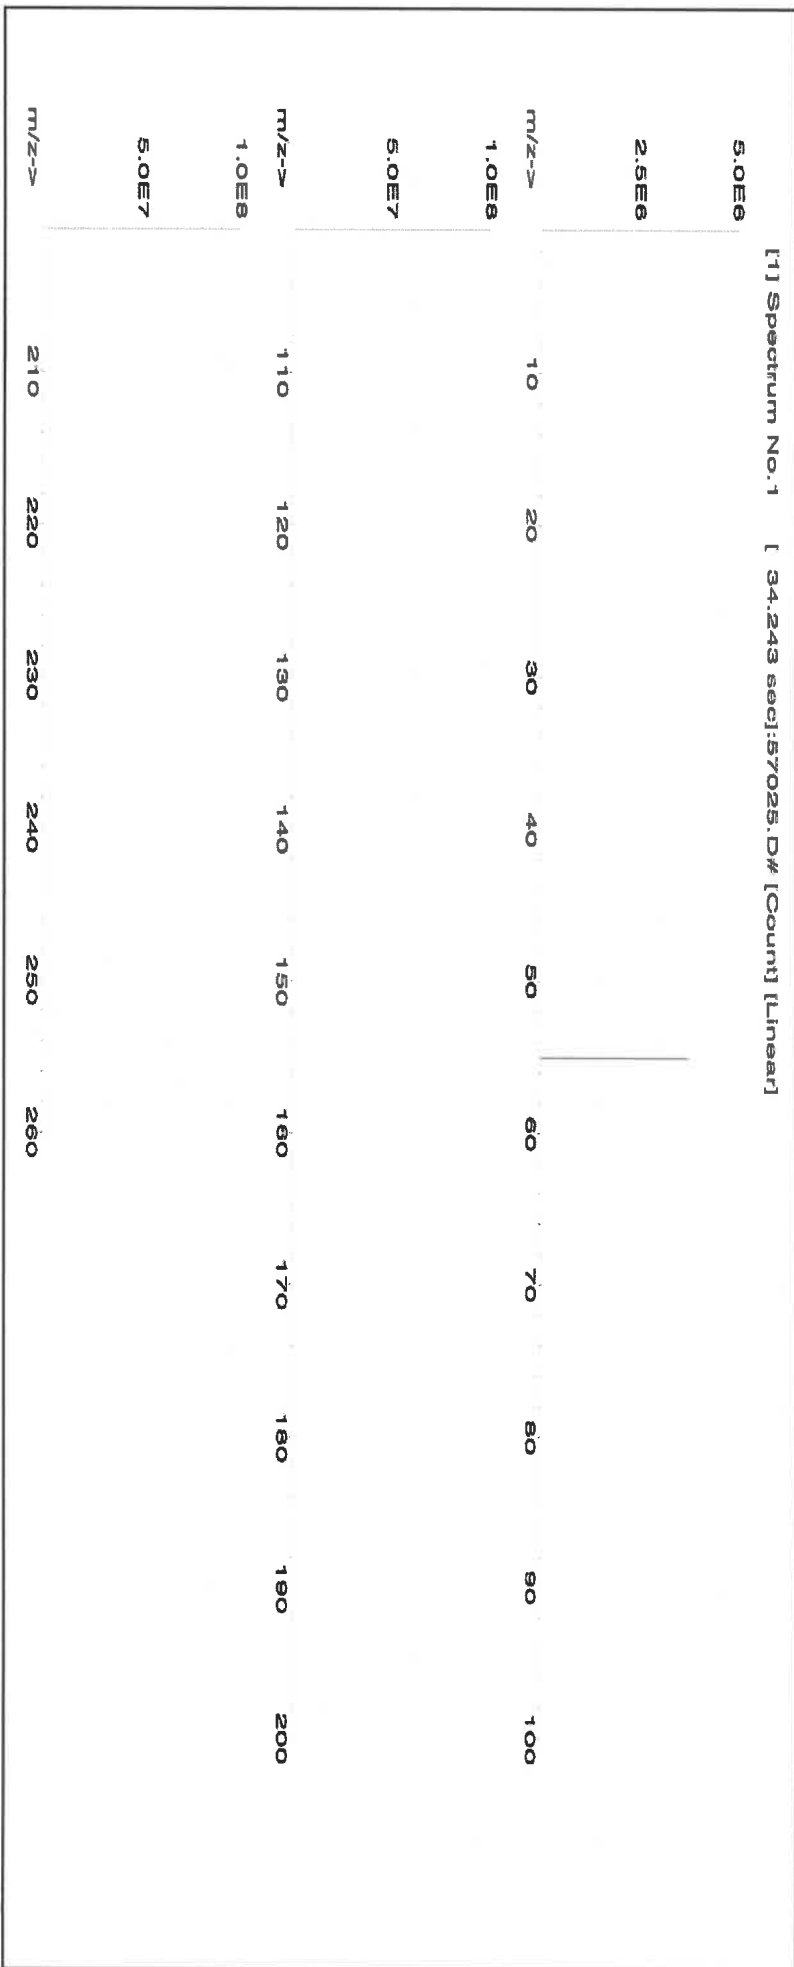 [1] Spectrum No.1 [ 34.243 sec]:57025.D# [Count] [Linear]
5.0E6
2.5E6
m/z-> 10 20 30 40 50 60 70 80 90 100
1.0E8
5.0E7
m/z-> 110 120 130 140 150 160 170 180 190 200
1.0E8
5.0E7
m/z-> 210 220 230 240 250 260